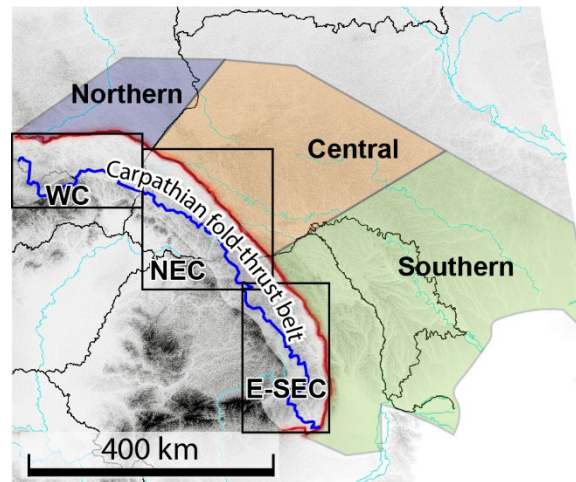 Northern
Central
WC
Carpathian fold-thrust belt
NEC
Southern
E-SEC
400 km